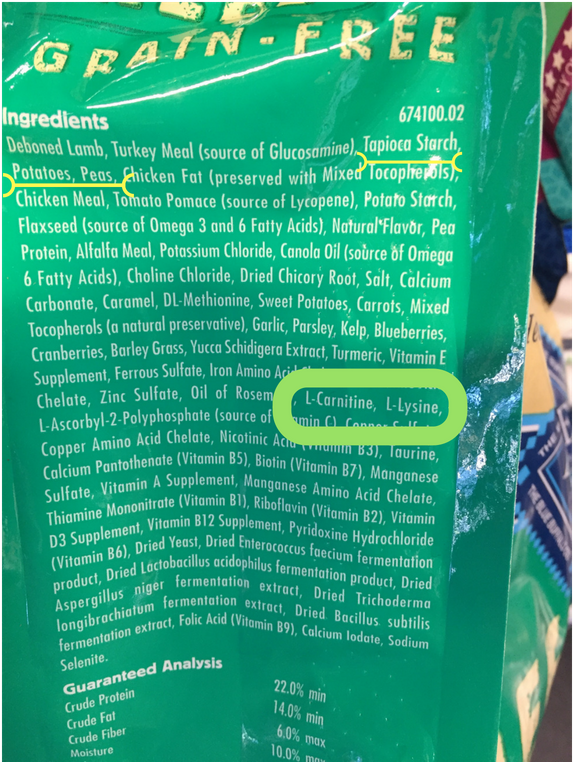 GRAIN-FREE
Ingredients 674100.02
Deboned Lamb, Turkey Meal (source of Glucosamine), Tapioca Starch,
Potatoes, Peas, Chicken Fat (preserved with Mixed Tocopherols),
Chicken Meal, Tomato Pomace (source of Lycopene), Potato Starch,
Flaxseed (source of Omega 3 and 6 Fatty Acids), Natural Flavor, Pea
Protein, Alfalfa Meal, Potassium Chloride, Canola Oil (source of Omega
6 Fatty Acids), Choline Chloride, Dried Chicory Root, Salt, Calcium
Carbonate, Caramel, DL-Methionine, Sweet Potatoes, Carrots, Mixed
Tocopherols (a natural preservative), Garlic, Parsley, Kelp, Blueberries,
Cranberries, Barley Grass, Yucca Schidigera Extract, Turmeric, Vitamin E
Supplement, Ferrous Sulfate, Iron Amino Acid
Chelate, Zinc Sulfate, Oil of L-Carnitine, L-Lysine,
L-Ascorbyl-2-Polyphosphate (source of C), Copper
Copper Amino Acid Chelate, Nicotinic Acid (Vitamin B3), Taurine,
Calcium Pantothenate (Vitamin B5), Biotin (Vitamin B7), Manganese
Sulfate, Vitamin A Supplement, Manganese Amino Acid Chelate,
Thiamine Mononitrate (Vitamin B1), Riboflavin (Vitamin B2), Vitamin
D3 Supplement, Vitamin B12 Supplement, Pyridoxine Hydrochloride
(Vitamin B6), Dried Yeast, Dried Enterococcus faecium fermentation
product, Dried Lactobacillus acidophilus fermentation product, Dried
Aspergillus niger fermentation extract, Dried Trichoderma
longibrachiatum fermentation extract, Dried Bacillus subtilis
fermentation extract, Folic Acid (Vitamin B9), Calcium Iodate, Sodium
Selenite.
Guaranteed Analysis
Crude Protein 22.0% min
Crude Fat 14.0% min
Crude Fiber 6.0% max
Moisture 10.0% max